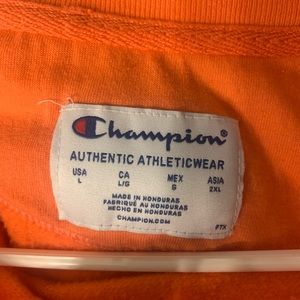 Champion®
AUTHENTIC ATHLETICWEAR
USA CA MEX ASIA
L L/G G 2XL
MADE IN HONDURAS
FABRIQUÉ AU HONDURAS
HECHO EN HONDURAS
CHAMPION.COM
PTX